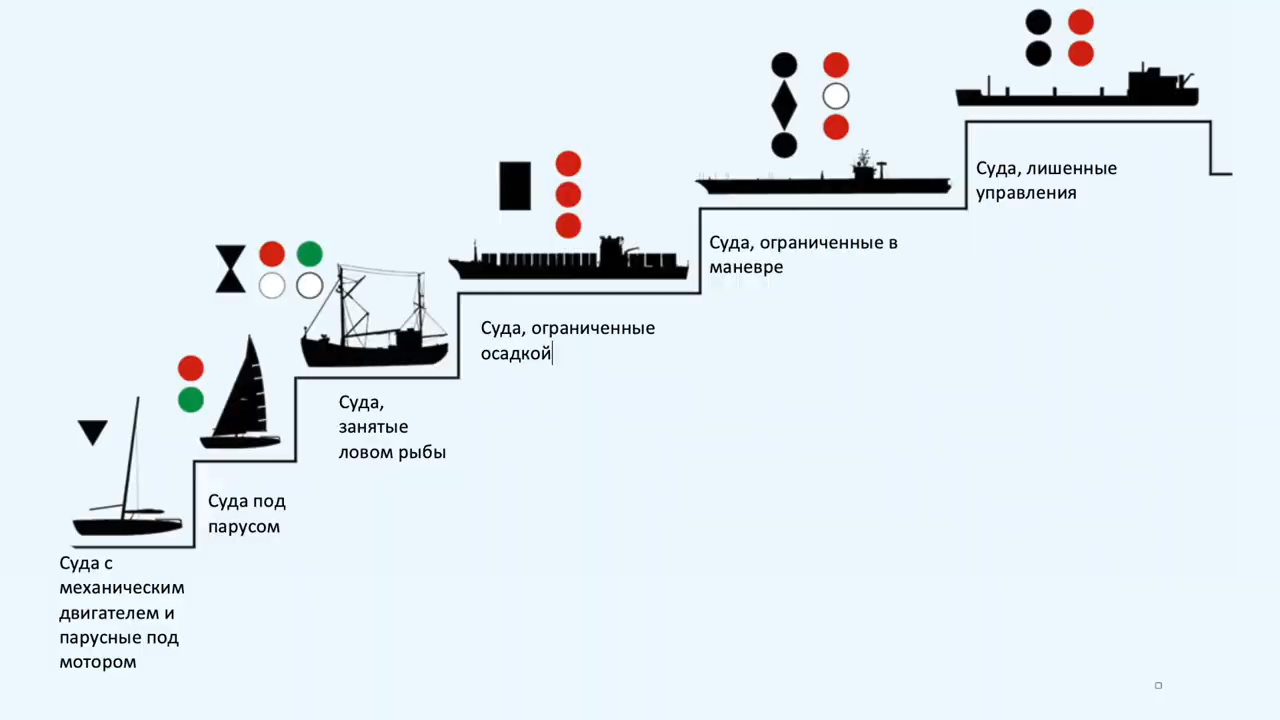 Суда, лишенные
управления
Суда, ограниченные в
маневре
Суда, ограниченные
осадкой
Суда,
занятые
ловом рыбы
Суда под
парусом
Суда с
механическим
двигателем и
парусные под
мотором